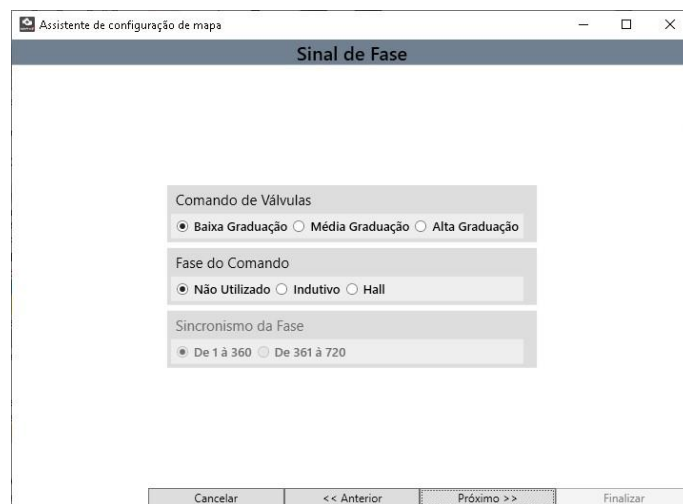 Assistente de configuração de mapa
Sinal de Fase
Comando de Válvulas
Baixa Graduação Média Graduação Alta Graduação
Fase do Comando
Não Utilizado Indutivo Hall
Sincronismo da Fase
De 1 à 360 De 361 à 720
Cancelar << Anterior Próximo >> Finalizar